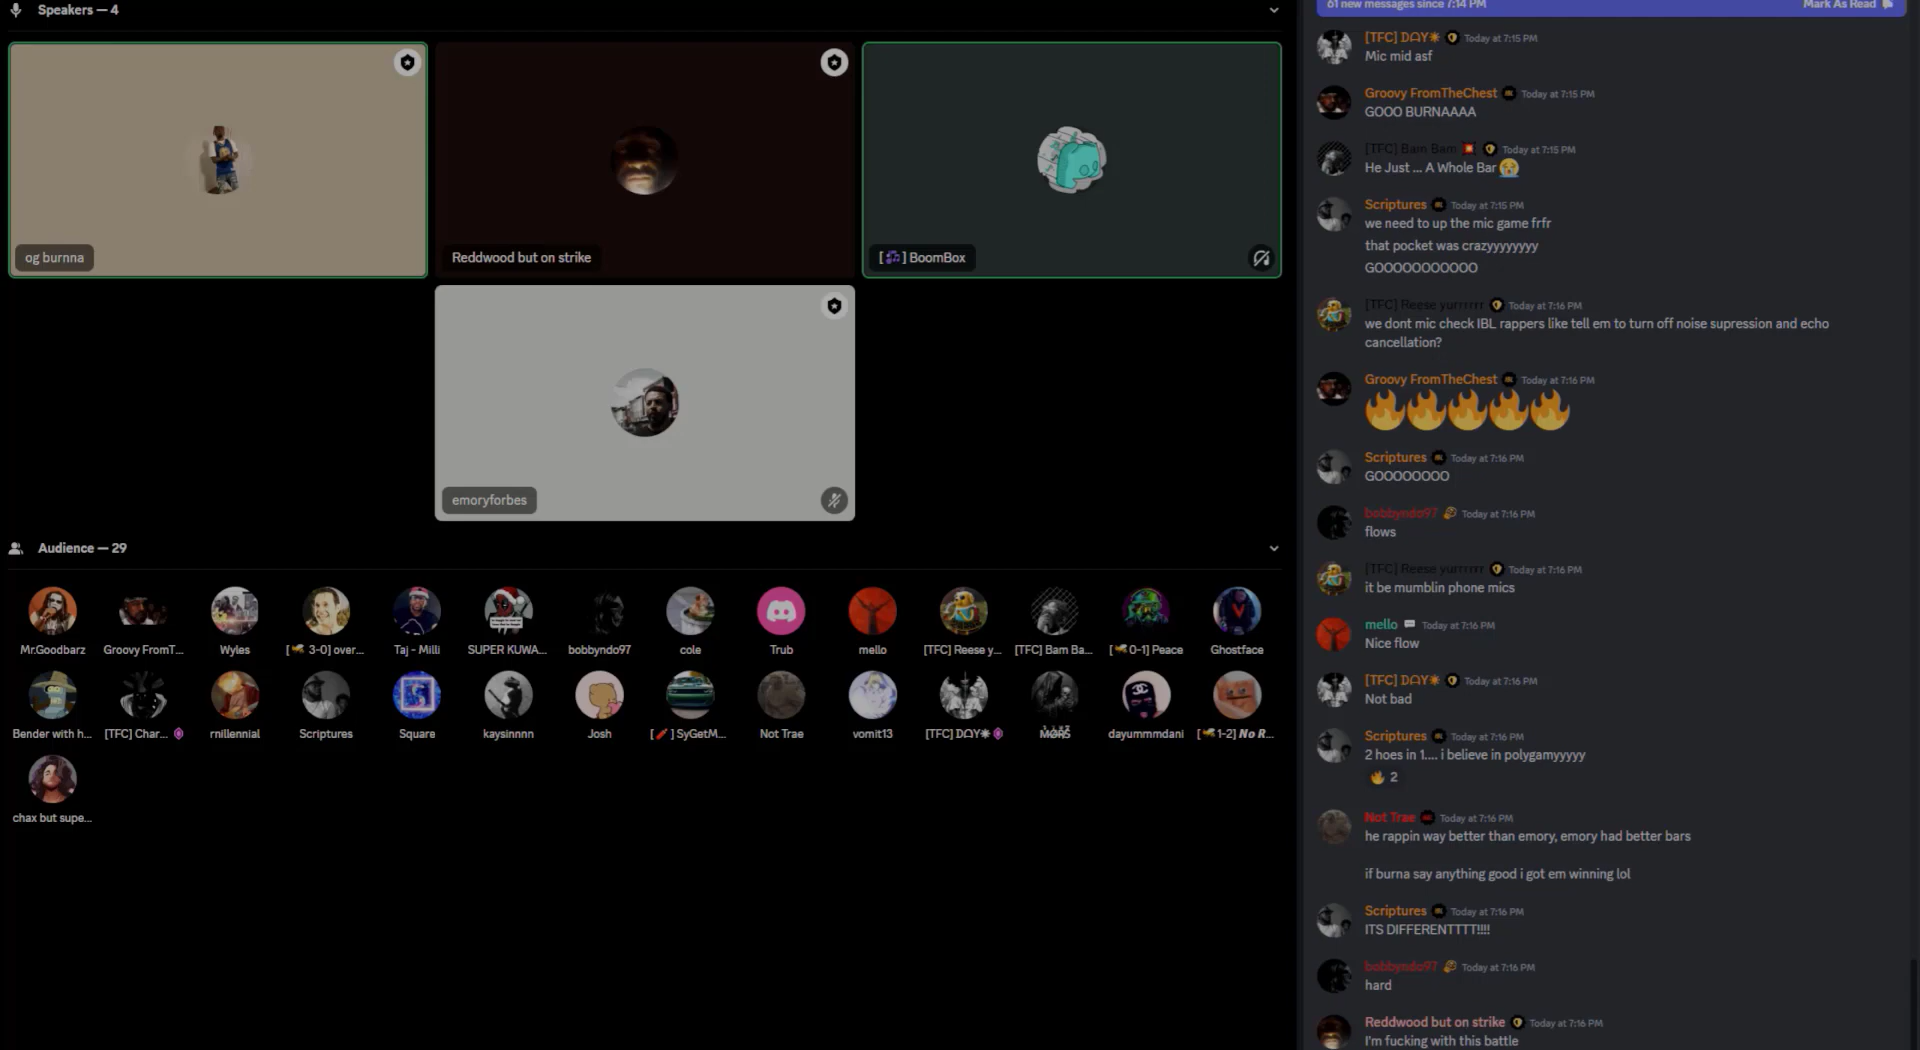 Speakers — 4
og burnna
Reddwood but on strike
[🎶] BoomBox
emoryforbes
Audience — 29
Mr.Goodbarz
Groovy FromT...
Wyles
[ 3-0] over...
Taj - Milli
SUPER KUWA...
bobbyndo97
cole
Trub
mello
[TFC] Reese y...
[TFC] Bam Ba...
[ 0-1] Peace
Ghostface
Bender with h...
[TFC] Char...
rnillennial
Scriptures
Square
kaysinnnn
Josh
[🧨] SyGetM...
Not Trae
vomit13
[TFC] DΩY☀
dayummmdani
[ 1-2] No R...
chax but supe...
61 new messages since 7:14 PM
Mark As Read
[TFC] DΩY☀ Today at 7:15 PM
Mic mid asf
Groovy FromTheChest Today at 7:15 PM
GOOO BURNAAAA
[TFC] Bam Bam 💥 Today at 7:15 PM
He Just ... A Whole Bar😭
Scriptures Today at 7:15 PM
we need to up the mic game frfr
that pocket was crazyyyyyyy
GOOOOOOOOOOO
[TFC] Reese yurrrrrr Today at 7:16 PM
we dont mic check IBL rappers like tell em to turn off noise supression and echo
cancellation?
Groovy FromTheChest Today at 7:16 PM
🔥🔥🔥🔥🔥
Scriptures Today at 7:16 PM
GOOOOOOOO
bobbyndo97 Today at 7:16 PM
flows
[TFC] Reese yurrrrrr Today at 7:16 PM
it be mumblin phone mics
mello Today at 7:16 PM
Nice flow
[TFC] DΩY☀ Today at 7:16 PM
Not bad
Scriptures Today at 7:16 PM
2 hoes in 1.... i believe in polygamyyyyy
🔥 2
Not Trae Today at 7:16 PM
he rappin way better than emory, emory had better bars
if burna say anything good i got em winning lol
Scriptures Today at 7:16 PM
ITS DIFFERENTTTT!!!!
bobbyndo97 Today at 7:16 PM
hard
Reddwood but on strike Today at 7:16 PM
I'm fucking with this battle